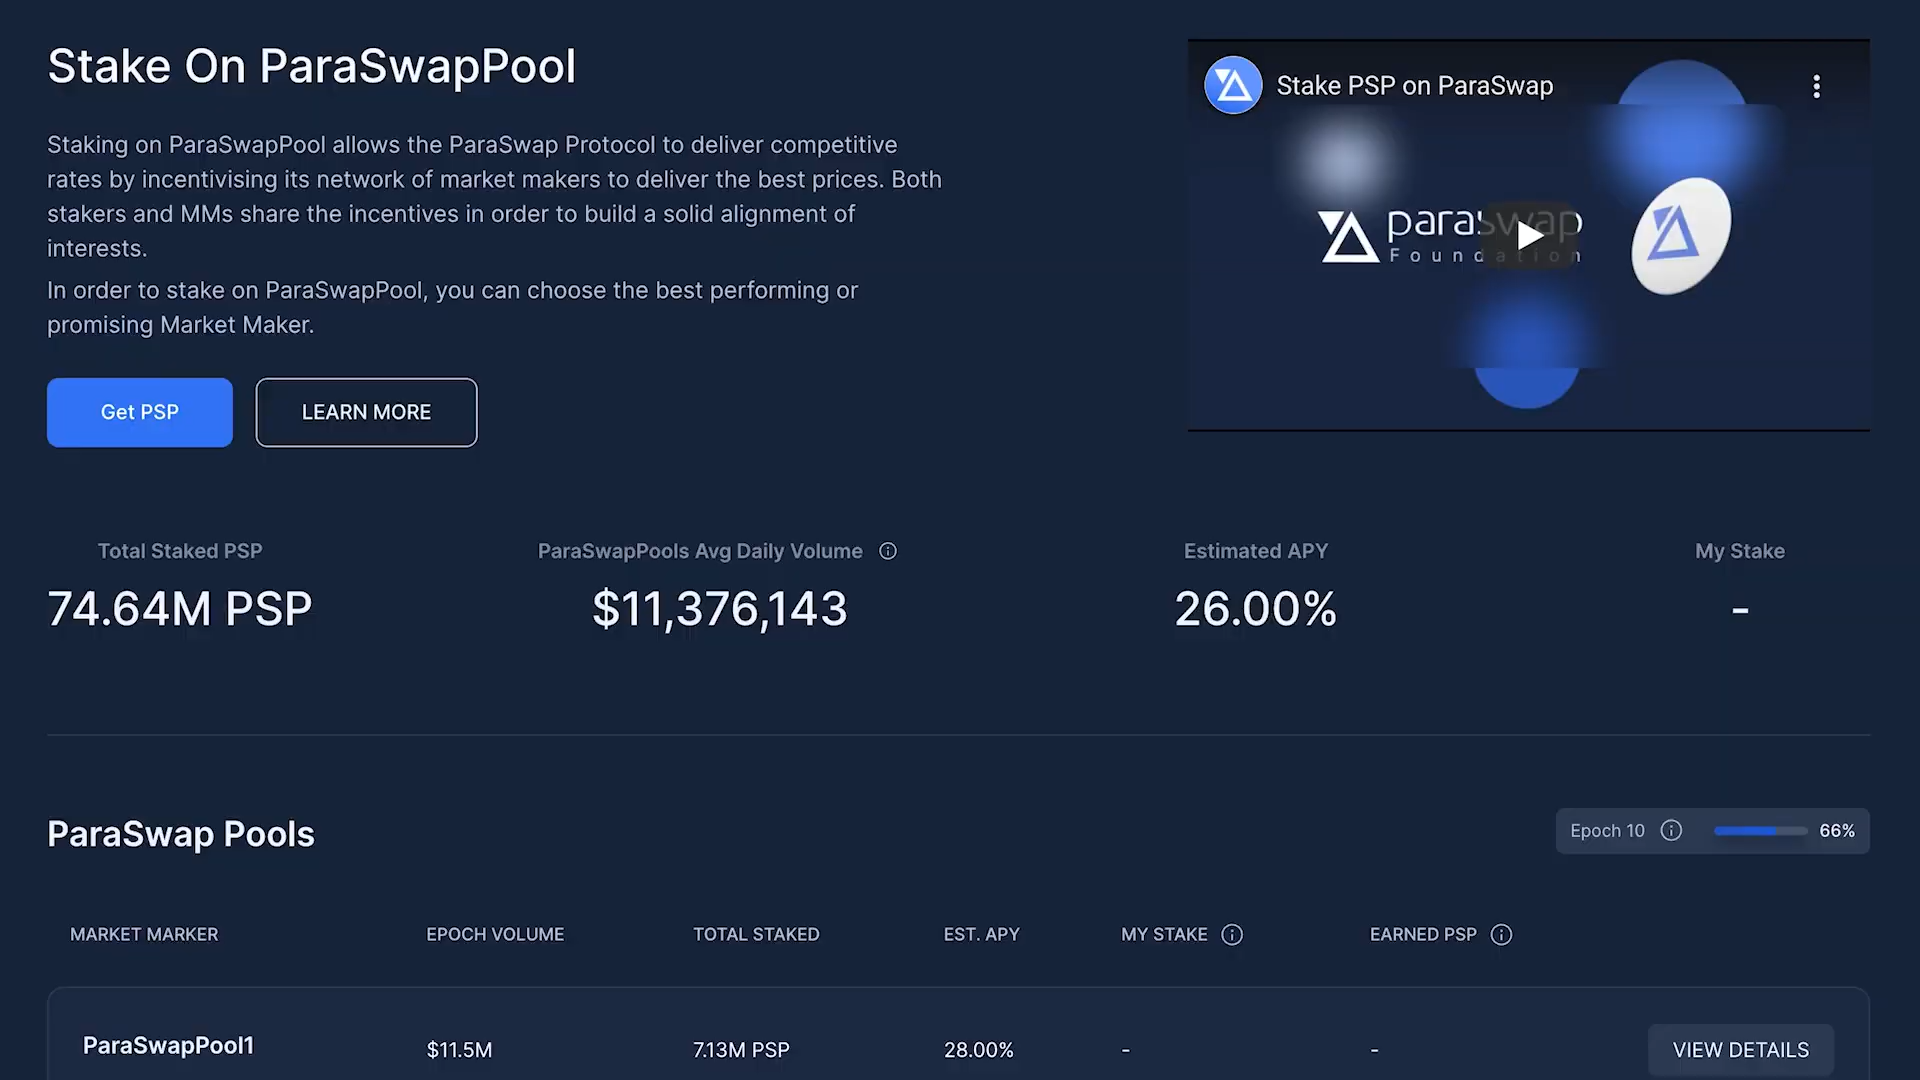 Stake On ParaSwapPool
Staking on ParaSwapPool allows the ParaSwap Protocol to deliver competitive
rates by incentivising its network of market makers to deliver the best prices. Both
stakers and MMs share the incentives in order to build a solid alignment of
interests.
In order to stake on ParaSwapPool, you can choose the best performing or
promising Market Maker.
Get PSP
LEARN MORE
Stake PSP on ParaSwap
paraswap
Foundation
Total Staked PSP
74.64M PSP
ParaSwapPools Avg Daily Volume
$11,376,143
Estimated APY
26.00%
My Stake
-
ParaSwap Pools
Epoch 10 66%
MARKET MARKER EPOCH VOLUME TOTAL STAKED EST. APY MY STAKE EARNED PSP
ParaSwapPool1 $11.5M 7.13M PSP 28.00% - - VIEW DETAILS